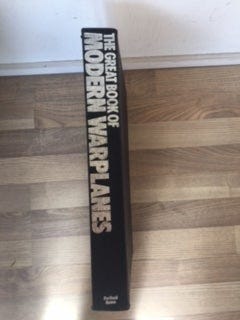 THE GREAT BOOK OF
MODERN WARPLANES